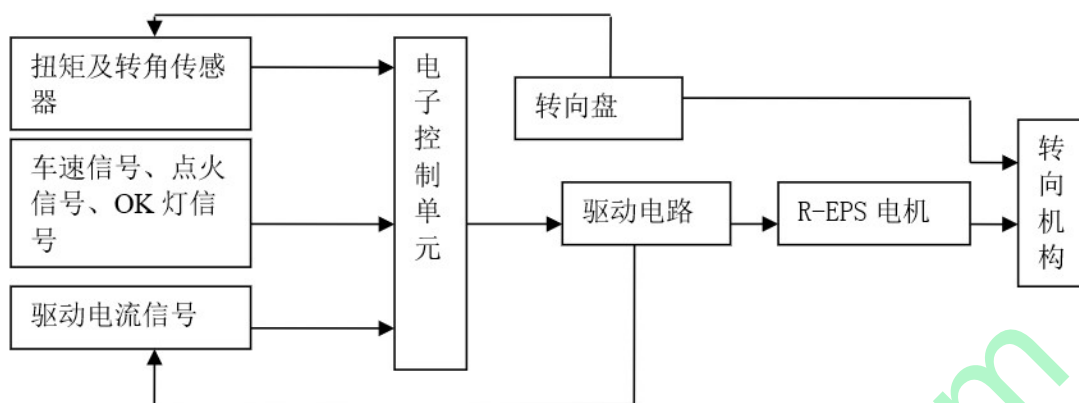 扭矩及转角传感
器
车速信号、点火
信号、OK 灯信
号
驱动电流信号
电
子
控
制
单
元
转向盘
驱动电路
R-EPS 电机
转
向
机
构
m